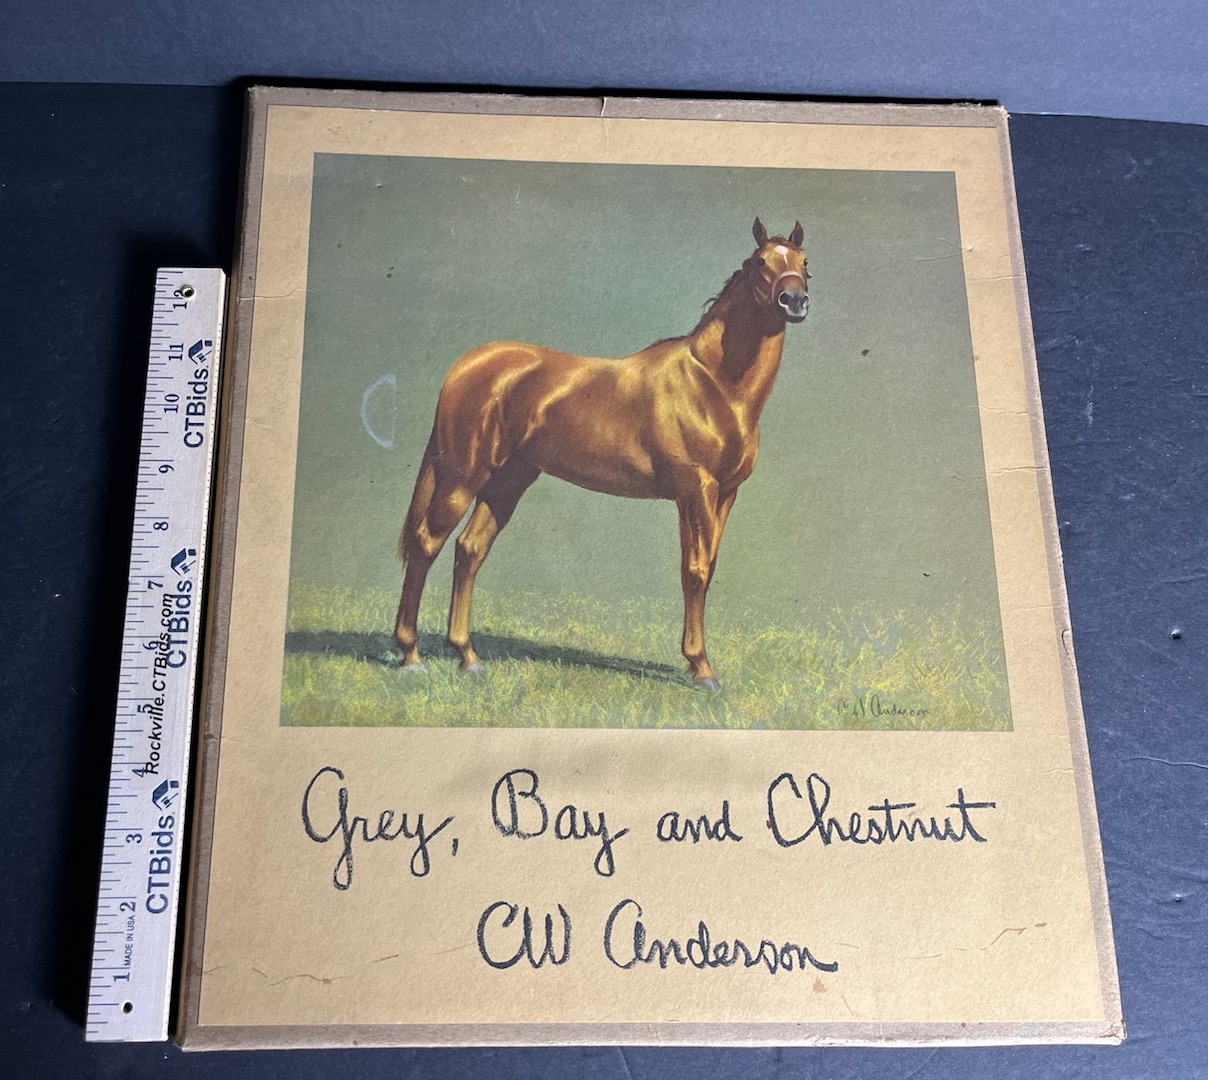 CW Anderson
Grey, Bay and Chestnut
CW Anderson
1 2 3 4 5 6 7 8 9 10 11 12
MADE IN USA
CTBids
Rockville.CTBids.com
CTBids
CTBids